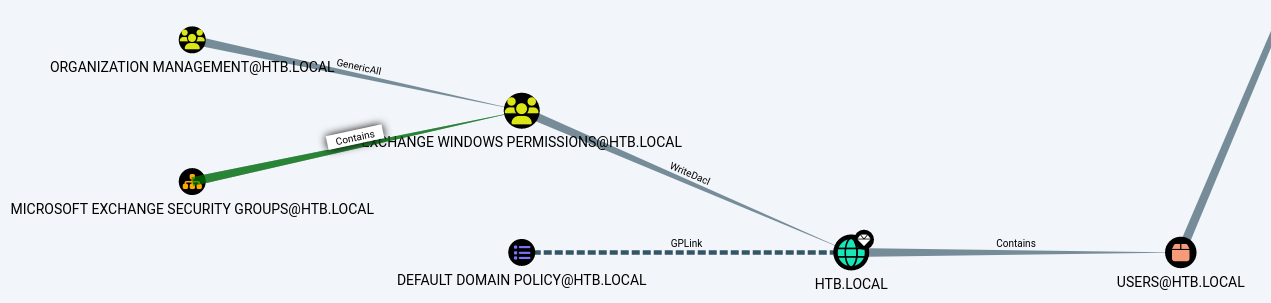 ORGANIZATION MANAGEMENT@HTB.LOCAL
GenericAll
Contains
EXCHANGE WINDOWS PERMISSIONS@HTB.LOCAL
WriteDacl
MICROSOFT EXCHANGE SECURITY GROUPS@HTB.LOCAL
GPLink
Contains
DEFAULT DOMAIN POLICY@HTB.LOCAL
HTB.LOCAL
USERS@HTB.LOCAL